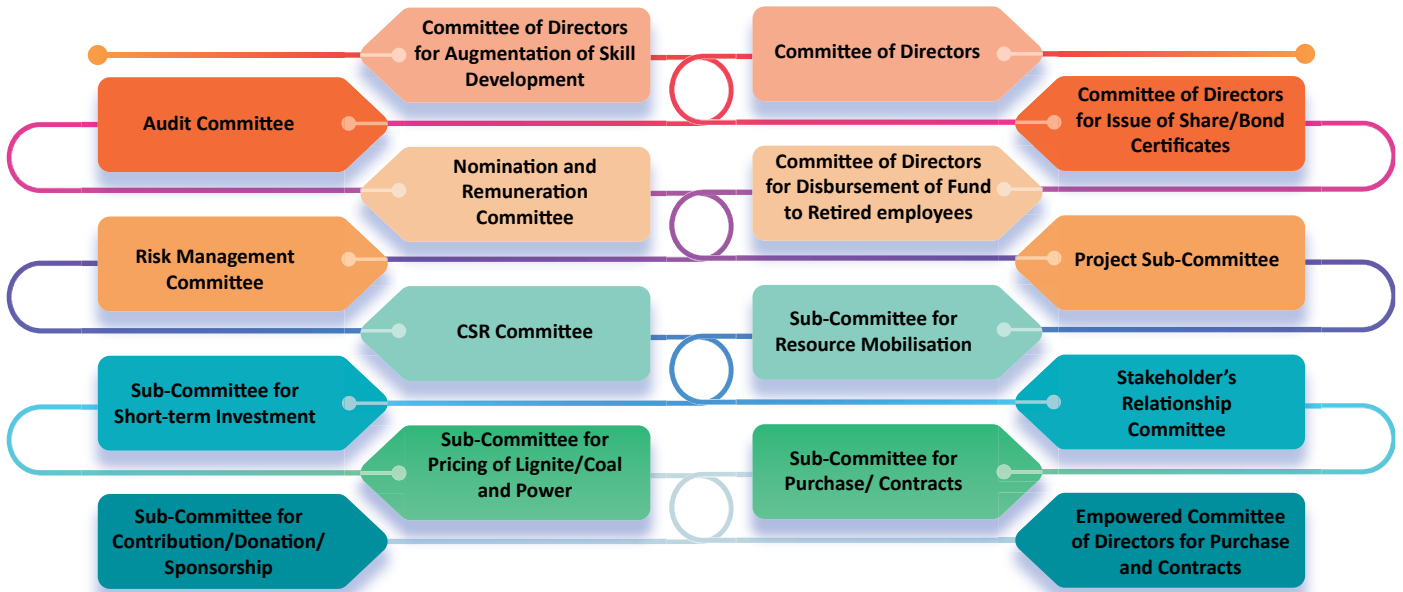 Committee of Directors
for Augmentation of Skill
Development
Committee of Directors
Audit Committee
Committee of Directors
for Issue of Share/Bond
Certificates
Nomination and
Remuneration
Committee
Committee of Directors
for Disbursement of Fund
to Retired employees
Risk Management
Committee
Project Sub-Committee
CSR Committee
Sub-Committee for
Resource Mobilisation
Sub-Committee for
Short-term Investment
Stakeholder’s
Relationship
Committee
Sub-Committee for
Pricing of Lignite/Coal
and Power
Sub-Committee for
Purchase/ Contracts
Sub-Committee for
Contribution/Donation/
Sponsorship
Empowered Committee
of Directors for Purchase
and Contracts